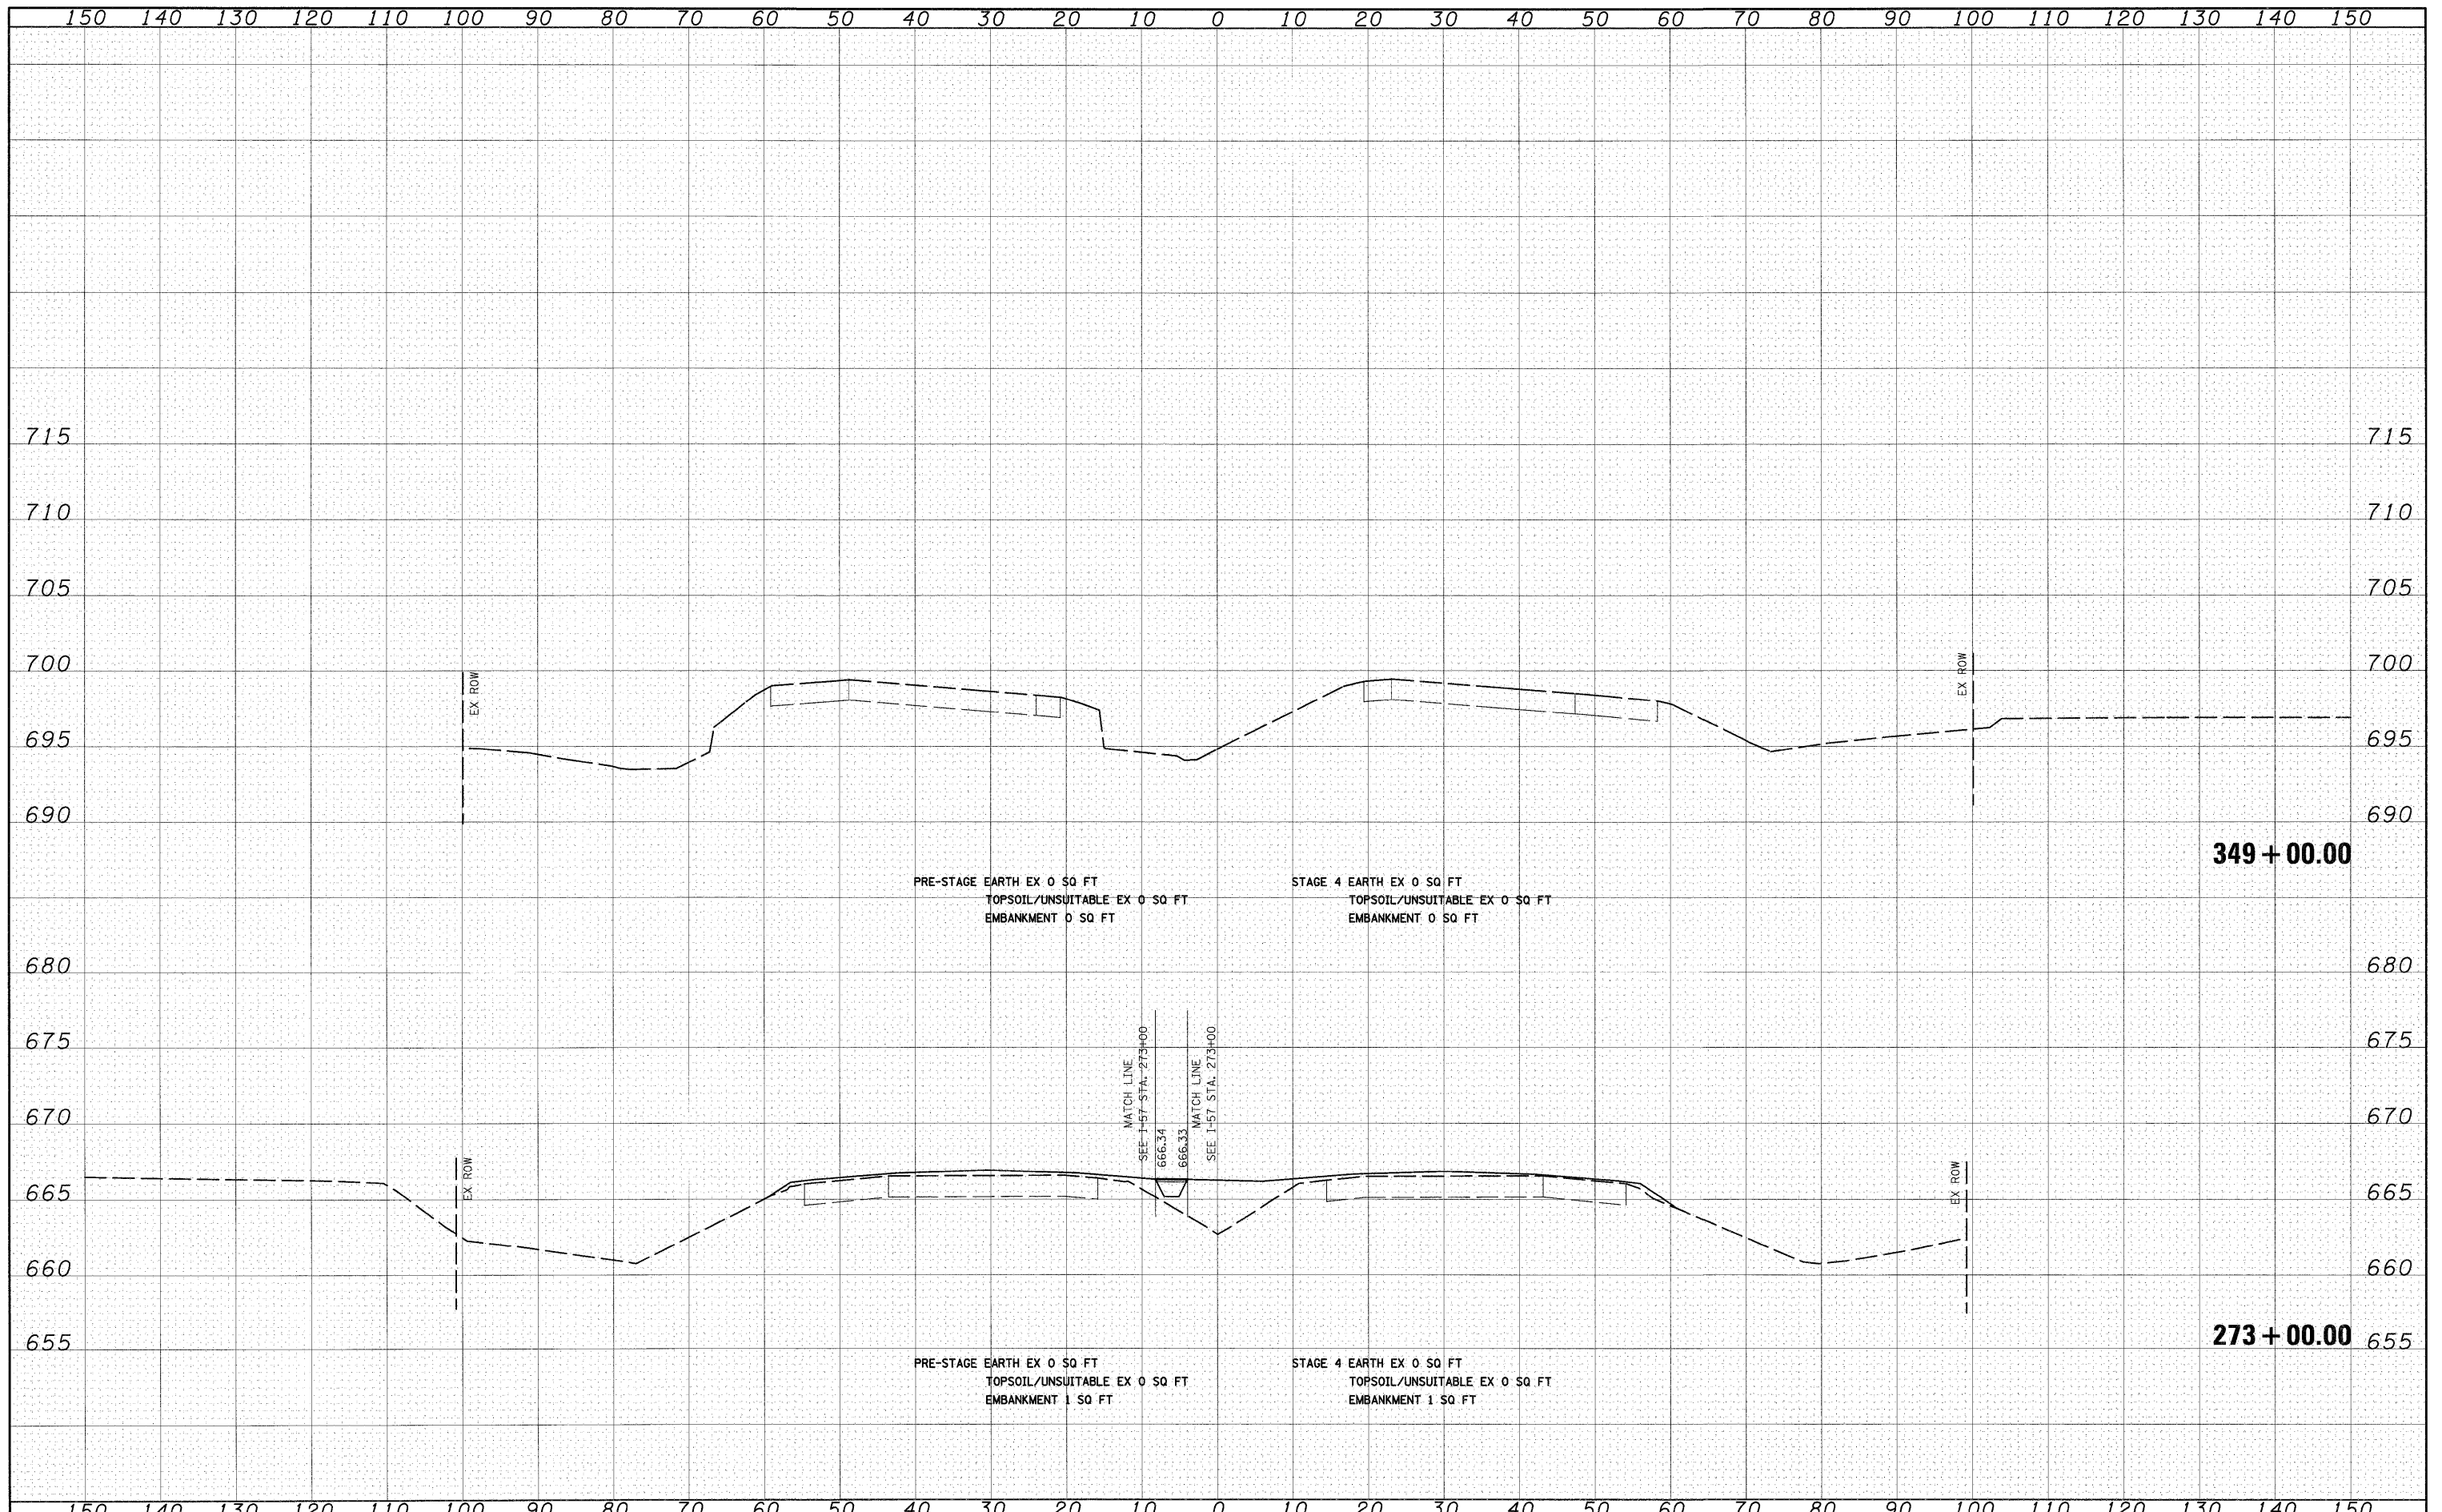 150 140 130 120 110 100 90 80 70 60 50 40 30 20 10 0 10 20 30 40 50 60 70 80 90 100 110 120 130 140 150
715 715
710 710
705 705
700 700
EX ROW
EX ROW
695 695
690 690
349+00.00
PRE-STAGE EARTH EX 0 SQ FT
TOPSOIL/UNSUITABLE EX 0 SQ FT
EMBANKMENT 0 SQ FT
STAGE 4 EARTH EX 0 SQ FT
TOPSOIL/UNSUITABLE EX 0 SQ FT
EMBANKMENT 0 SQ FT
680 680
675 675
MATCH LINE
SEE I-57 STA. 273+00
666.34
666.33
MATCH LINE
SEE I-57 STA. 273+00
670 670
EX ROW
EX ROW
665 665
660 660
273+00.00
655 655
PRE-STAGE EARTH EX 0 SQ FT
TOPSOIL/UNSUITABLE EX 0 SQ FT
EMBANKMENT 1 SQ FT
STAGE 4 EARTH EX 0 SQ FT
TOPSOIL/UNSUITABLE EX 0 SQ FT
EMBANKMENT 1 SQ FT
150 140 130 120 110 100 90 80 70 60 50 40 30 20 10 0 10 20 30 40 50 60 70 80 90 100 110 120 130 140 150